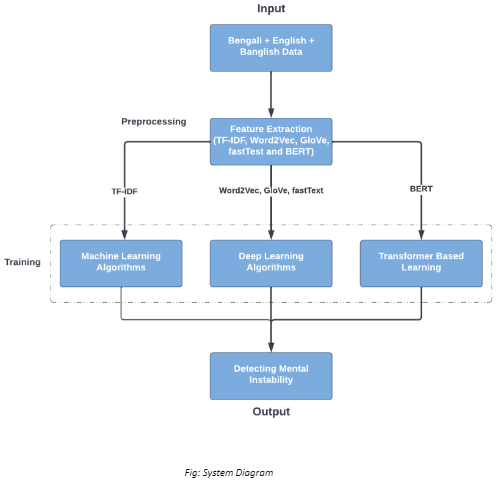 Input
Bengali + English +
Banglish Data
Preprocessing
Feature Extraction
(TF-IDF, Word2Vec, GloVe,
fastTest and BERT)
TF-IDF
Word2Vec, GloVe, fastText
BERT
Training
Machine Learning
Algorithms
Deep Learning
Algorithms
Transformer Based
Learning
Detecting Mental
Instability
Output
Fig: System Diagram